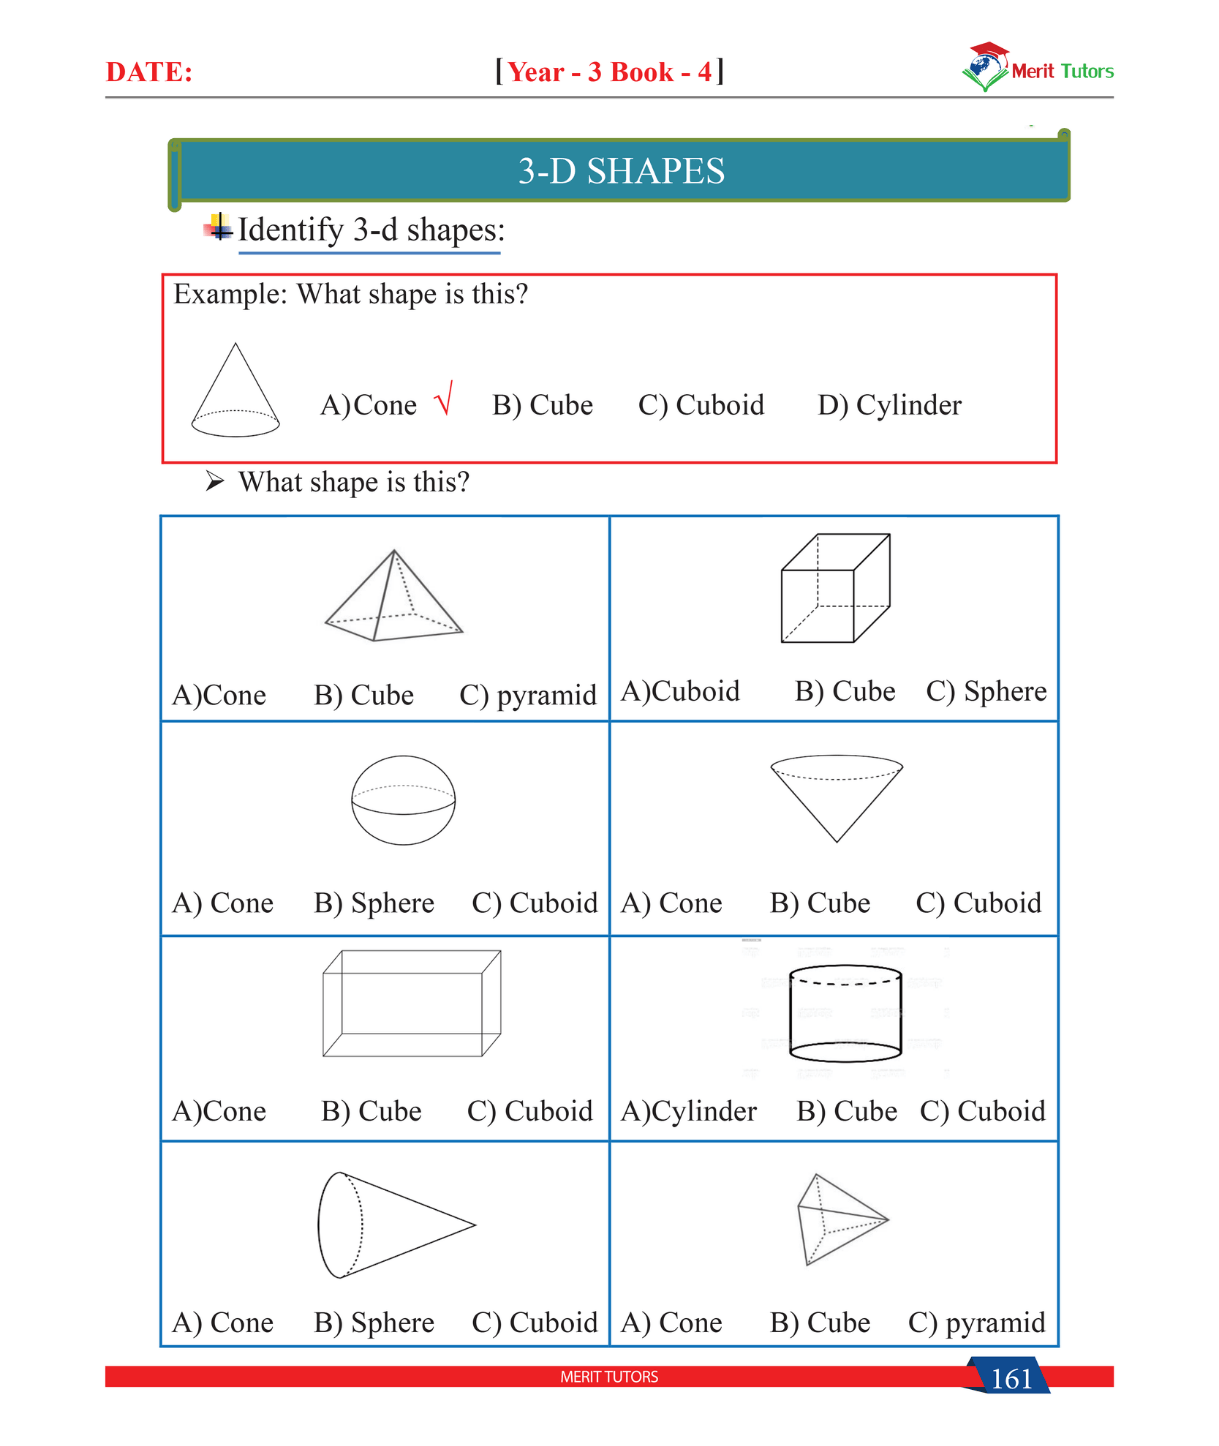 DATE: [Year - 3 Book - 4] Merit Tutors
3-D SHAPES
Identify 3-d shapes:
Example: What shape is this?
A)Cone √ B) Cube C) Cuboid D) Cylinder
➢ What shape is this?
A)Cone B) Cube C) pyramid
A)Cuboid B) Cube C) Sphere
A) Cone B) Sphere C) Cuboid
A) Cone B) Cube C) Cuboid
A)Cone B) Cube C) Cuboid
A)Cylinder B) Cube C) Cuboid
A) Cone B) Sphere C) Cuboid
A) Cone B) Cube C) pyramid
MERIT TUTORS
161